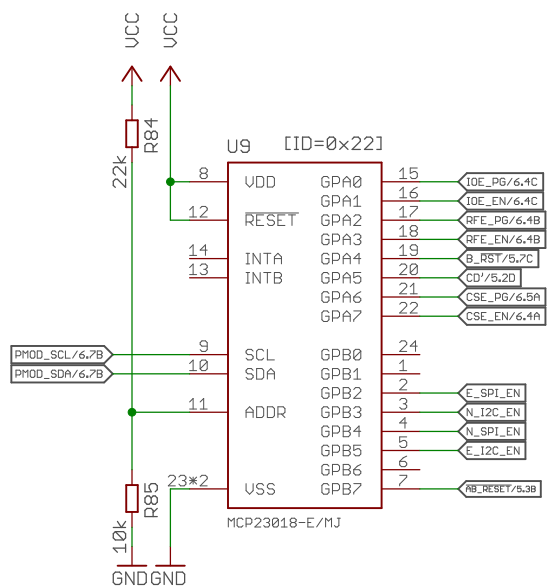 VCC
VCC
R84
22k
U9
[ID=0x22]
8
VDD
GPA0
15
IOE_PG/6.4C
GPA1
16
IOE_EN/6.4C
12
RESET
GPA2
17
RFE_PG/6.4B
GPA3
18
RFE_EN/6.4B
14
INTA
GPA4
19
B_RST/5.7C
13
INTB
GPA5
20
CD'/5.2D
GPA6
21
CSE_PG/6.5A
GPA7
22
CSE_EN/6.4A
PMOD_SCL/6.7B
9
SCL
GPB0
24
PMOD_SDA/6.7B
10
SDA
GPB1
1
GPB2
2
E_SPI_EN
11
ADDR
GPB3
3
N_I2C_EN
GPB4
4
N_SPI_EN
GPB5
5
E_I2C_EN
GPB6
6
23*2
VSS
GPB7
7
AB_RESET/5.3B
R85
10k
MCP23018-E/MJ
GND
GND